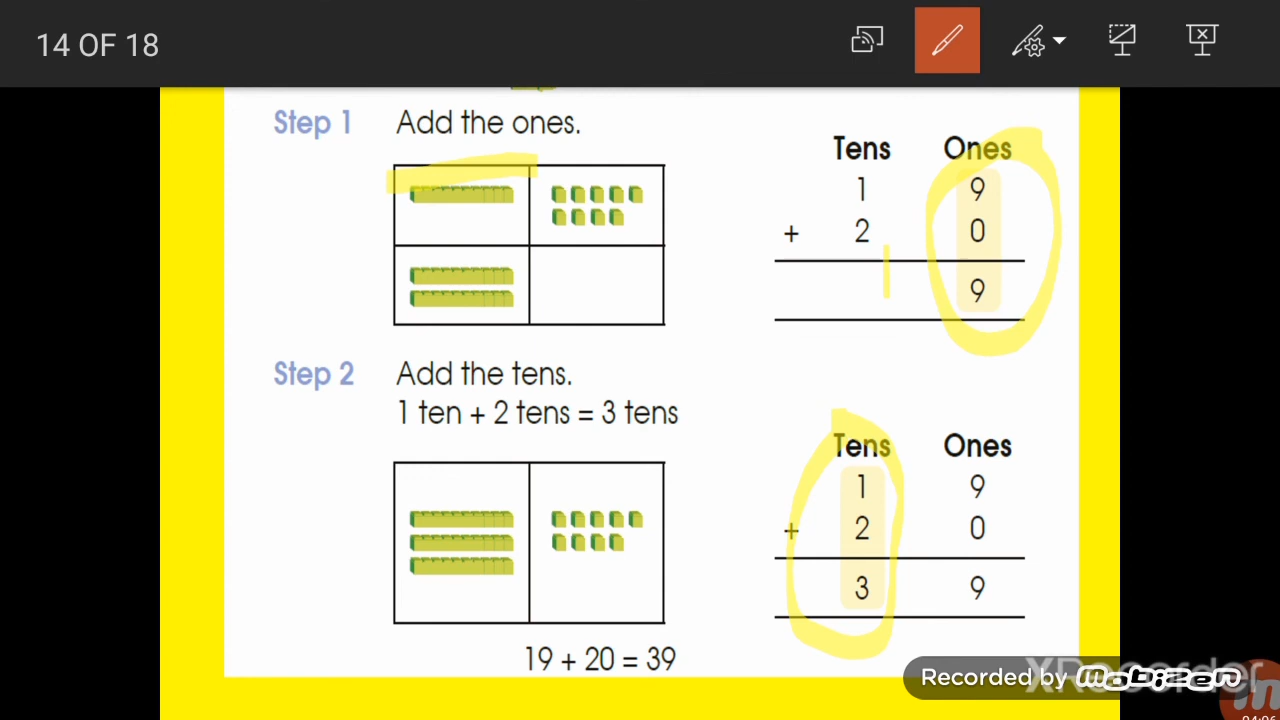 14 OF 18
Step 1 Add the ones.
Tens Ones
1 9
+ 2 0
9
Step 2 Add the tens.
1 ten + 2 tens = 3 tens
Tens Ones
1 9
+ 2 0
3 9
19 + 20 = 39
XRecorder
Recorded by Mobizen